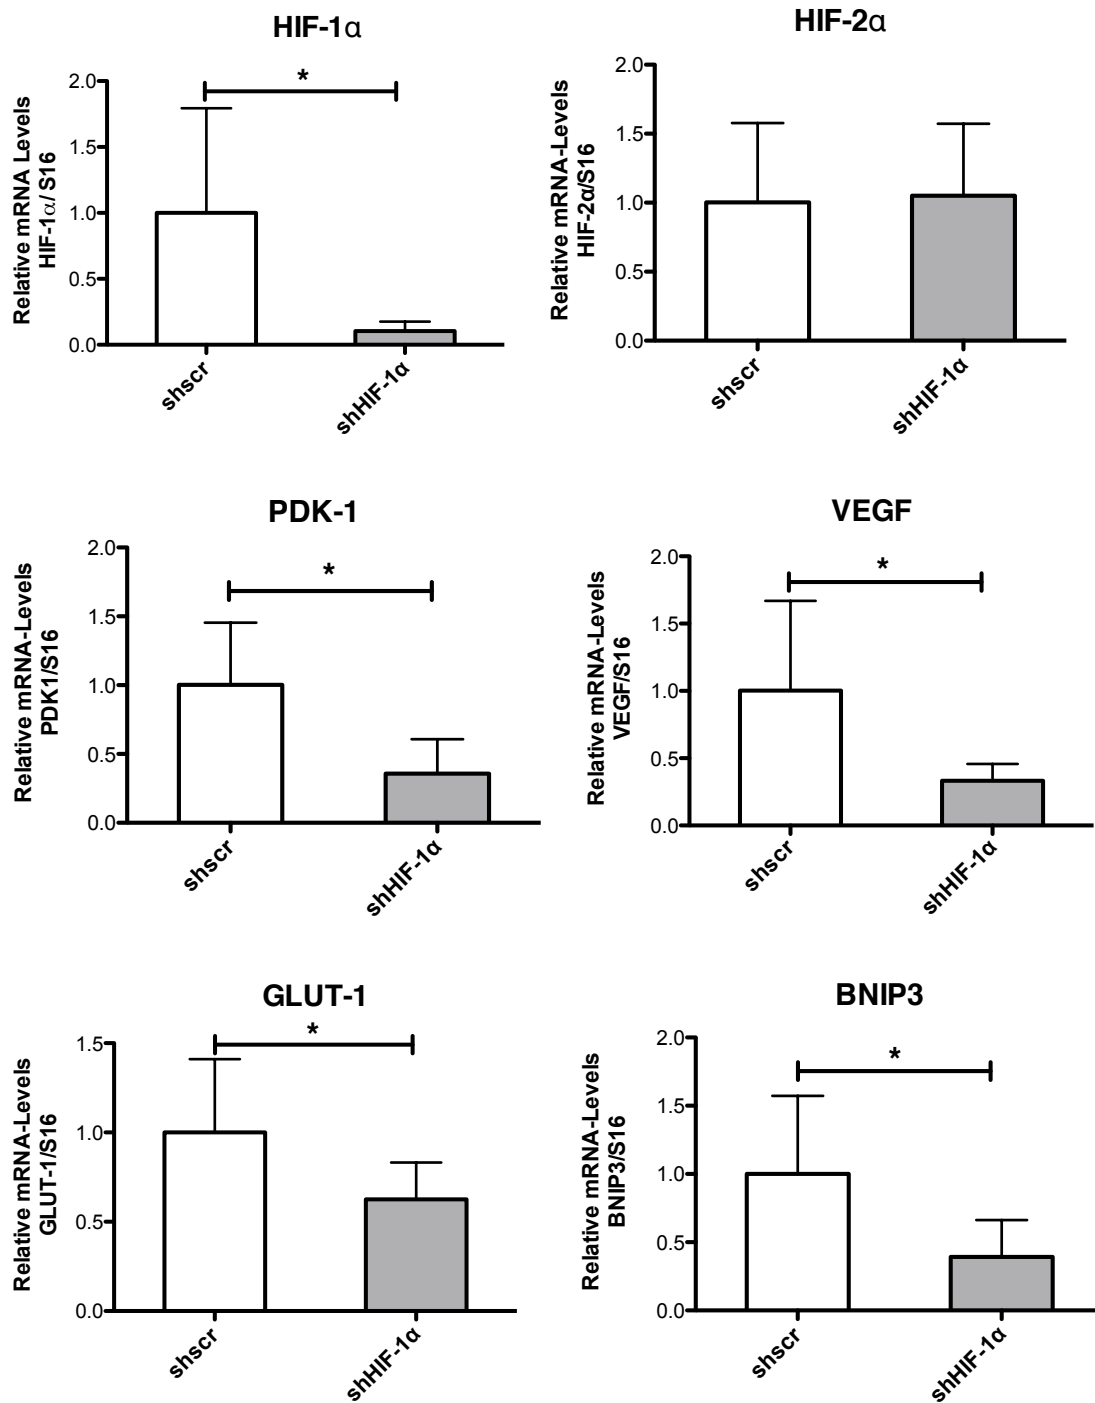 HIF-1α
Relative mRNA Levels
HIF-1α/ S16
2.0
1.5
1.0
0.5
0.0
*
shscr
shHIF-1α
HIF-2α
Relative mRNA-Levels
HIF-2α/S16
2.0
1.5
1.0
0.5
0.0
shscr
shHIF-1α
PDK-1
Relative mRNA-Levels
PDK1/S16
2.0
1.5
1.0
0.5
0.0
*
shscr
shHIF-1α
VEGF
Relative mRNA-Levels
VEGF/S16
2.0
1.5
1.0
0.5
0.0
*
shscr
shHIF-1α
GLUT-1
Relative mRNA-Levels
GLUT-1/S16
1.5
1.0
0.5
0.0
*
shscr
shHIF-1α
BNIP3
Relative mRNA-Levels
BNIP3/S16
2.0
1.5
1.0
0.5
0.0
*
shscr
shHIF-1α